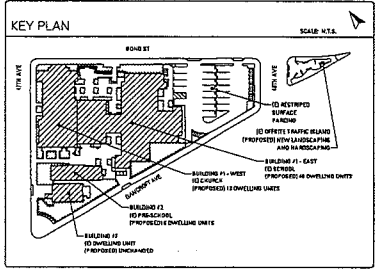 KEY PLAN
SCALE: N.T.S.
BOND ST
47TH AVE
48TH AVE
(E) RESTRIPED
SURFACE
PARKING
(E) OFFSITE TRAFFIC ISLAND
(PROPOSED) NEW LANDSCAPING
AND HARDSCAPING
BUILDING #1 - EAST
(E) SCHOOL
(PROPOSED) 40 DWELLING UNITS
BUILDING #1 - WEST
(E) CHURCH
(PROPOSED) 12 DWELLING UNITS
BANCROFT AVE
BUILDING #2
(E) PRE-SCHOOL
(PROPOSED) 6 DWELLING UNITS
BUILDING #3
(E) DWELLING UNIT
(PROPOSED) UNCHANGED